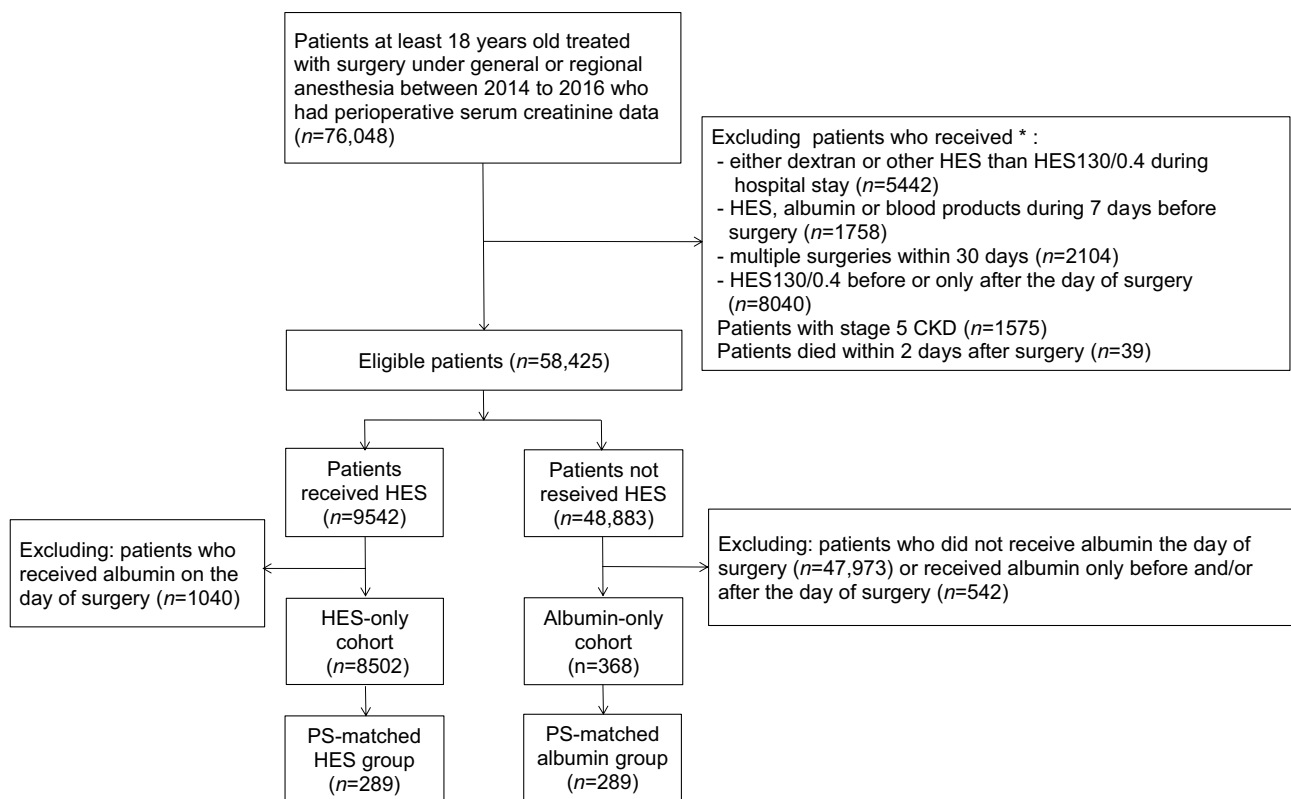 Patients at least 18 years old treated
with surgery under general or regional
anesthesia between 2014 to 2016 who
had perioperative serum creatinine data
(n=76,048)
Excluding  patients who received * :
- either dextran or other HES than HES130/0.4 during
hospital stay (n=5442)
- HES, albumin or blood products during 7 days before
surgery (n=1758)
- multiple surgeries within 30 days (n=2104)
- HES130/0.4 before or only after the day of surgery
(n=8040)
Patients with stage 5 CKD (n=1575)
Patients died within 2 days after surgery (n=39)
Eligible patients (n=58,425)
Patients
received HES
(n=9542)
Patients not
reseived HES
(n=48,883)
Excluding: patients who
received albumin on the
day of surgery (n=1040)
Excluding: patients who did not receive albumin the day of
surgery (n=47,973) or received albumin only before and/or
after the day of surgery (n=542)
HES-only
cohort
(n=8502)
Albumin-only
cohort
(n=368)
PS-matched
HES group
(n=289)
PS-matched
albumin group
(n=289)